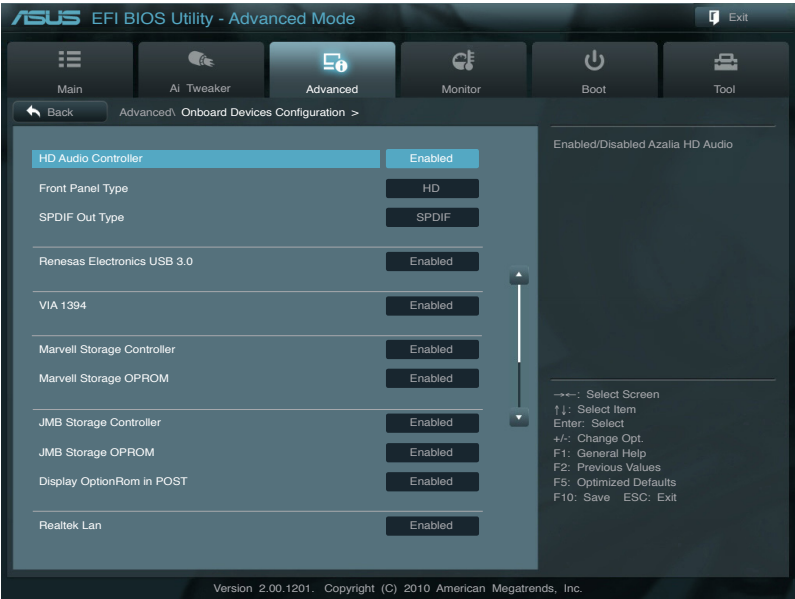 ASUS EFI BIOS Utility - Advanced Mode
Exit
Main
Ai Tweaker
Advanced
Monitor
Boot
Tool
Back
Advanced\ Onboard Devices Configuration >
HD Audio Controller Enabled
Front Panel Type HD
SPDIF Out Type SPDIF
Renesas Electronics USB 3.0 Enabled
VIA 1394 Enabled
Marvell Storage Controller Enabled
Marvell Storage OPROM Enabled
JMB Storage Controller Enabled
JMB Storage OPROM Enabled
Display OptionRom in POST Enabled
Realtek Lan Enabled
Enabled/Disabled Azalia HD Audio
→←: Select Screen
↑↓: Select Item
Enter: Select
+/-: Change Opt.
F1: General Help
F2: Previous Values
F5: Optimized Defaults
F10: Save ESC: Exit
Version 2.00.1201. Copyright (C) 2010 American Megatrends, Inc.